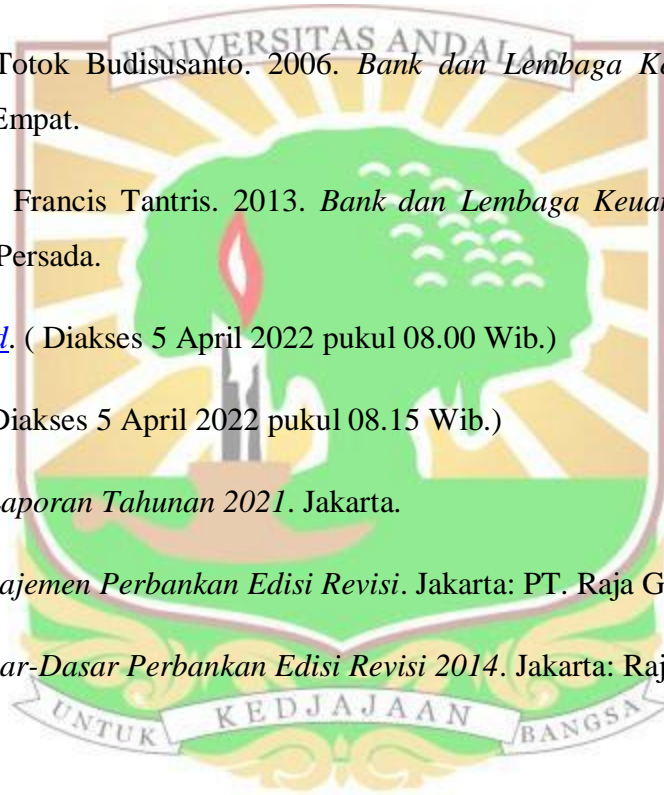 UNIVERSITAS ANDALAS
Totok Budisusanto. 2006. Bank dan Lembaga Ke
Empat.
Francis Tantris. 2013. Bank dan Lembaga Keuan
Persada.
d. ( Diakses 5 April 2022 pukul 08.00 Wib.)
Diakses 5 April 2022 pukul 08.15 Wib.)
aporan Tahunan 2021. Jakarta.
ajemen Perbankan Edisi Revisi. Jakarta: PT. Raja G
ar-Dasar Perbankan Edisi Revisi 2014. Jakarta: Raj
UNTUK KEDJAJAAN BANGSA